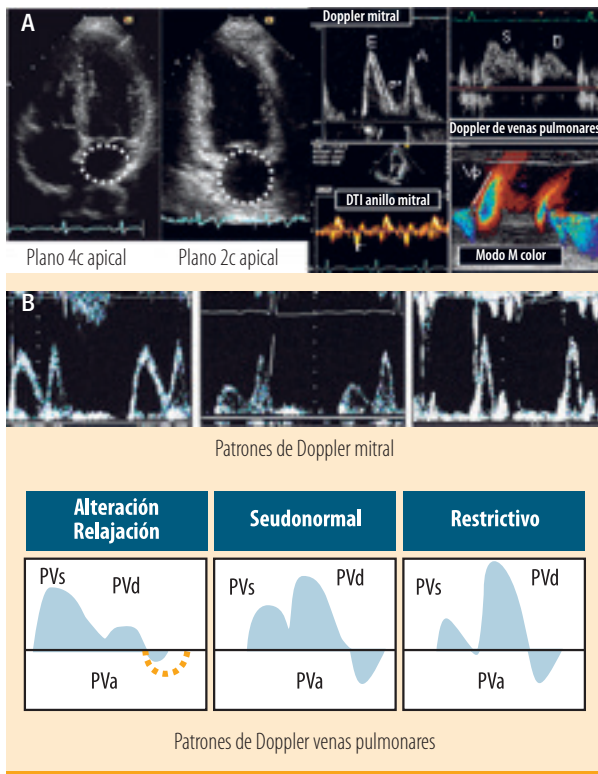 A
Doppler mitral
E
A
S
D
Doppler de venas pulmonares
DTI anillo mitral
Vp
Modo M color
Plano 4c apical
Plano 2c apical
B
Patrones de Doppler mitral
Alteración
Relajación
Seudonormal
Restrictivo
PVs
PVd
PVa
PVs
PVd
PVa
PVs
PVd
PVa
Patrones de Doppler venas pulmonares